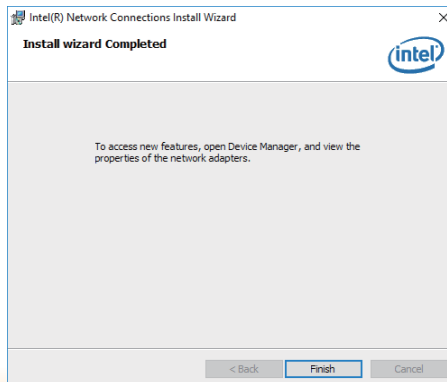 Intel(R) Network Connections Install Wizard
Install wizard Completed
intel
To access new features, open Device Manager, and view the
properties of the network adapters.
< Back
Finish
Cancel